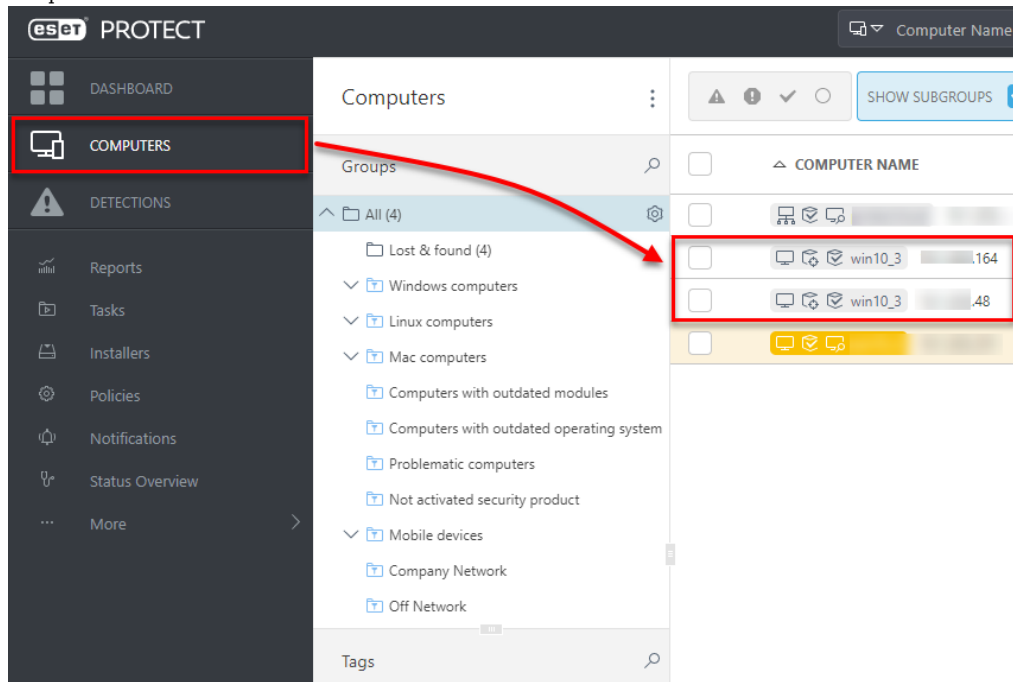 eset PROTECT
Computer Name
DASHBOARD
COMPUTERS
DETECTIONS
Reports
Tasks
Installers
Policies
Notifications
Status Overview
More
Computers
Groups
All (4)
Lost & found (4)
Windows computers
Linux computers
Mac computers
Computers with outdated modules
Computers with outdated operating system
Problematic computers
Not activated security product
Mobile devices
Company Network
Off Network
Tags
SHOW SUBGROUPS
COMPUTER NAME
win10_3 .164
win10_3 .48